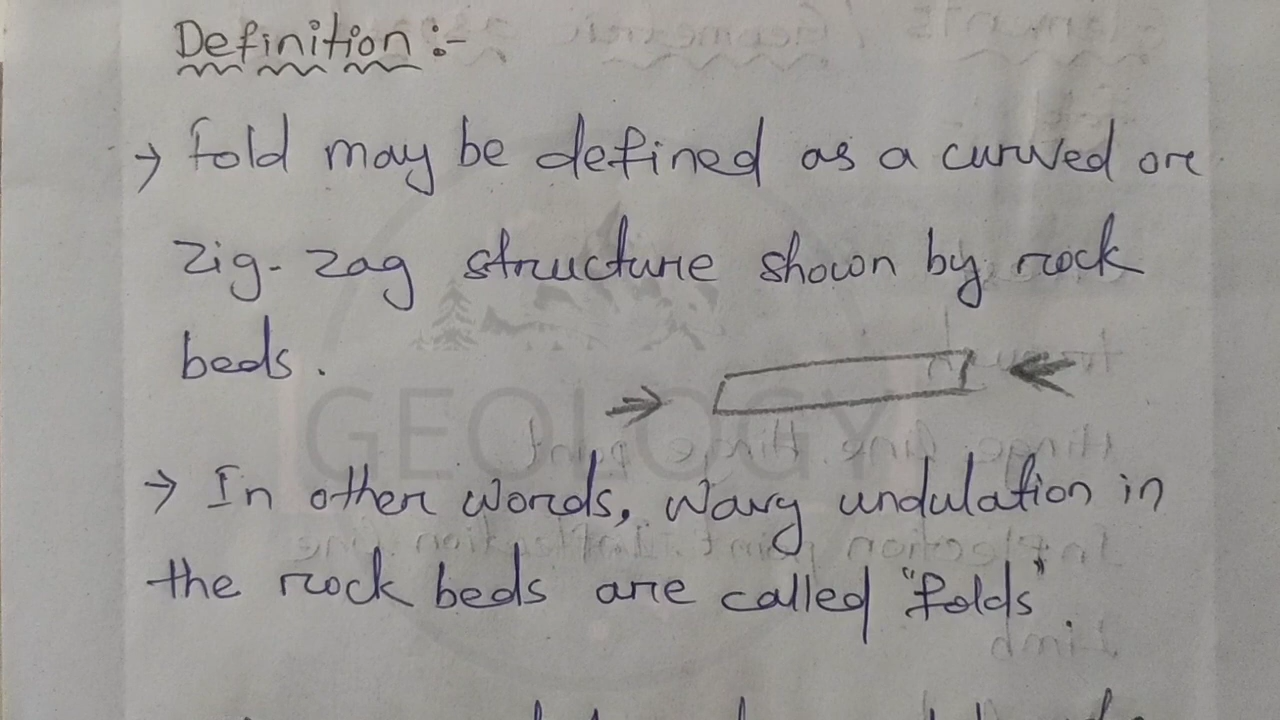 Definition :-
→ Fold may be defined as a curved or
zig-zag structure shown by rock
beds.
GEOLOGY
→ In other words, wavy undulation in
the rock beds are called "folds"